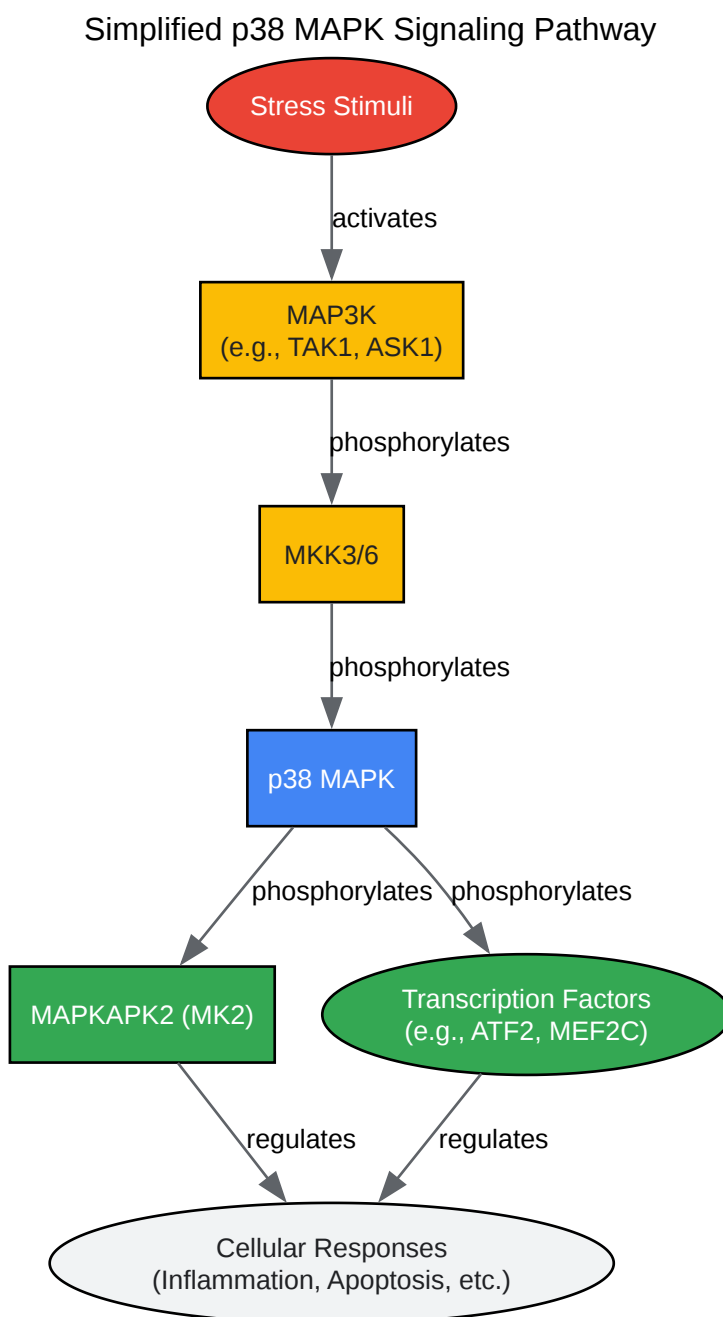 Simplified p38 MAPK Signaling Pathway
Stress Stimuli
activates
MAP3K
(e.g., TAK1, ASK1)
phosphorylates
MKK3/6
phosphorylates
p38 MAPK
phosphorylates
phosphorylates
MAPKAPK2 (MK2)
Transcription Factors
(e.g., ATF2, MEF2C)
regulates
regulates
Cellular Responses
(Inflammation, Apoptosis, etc.)